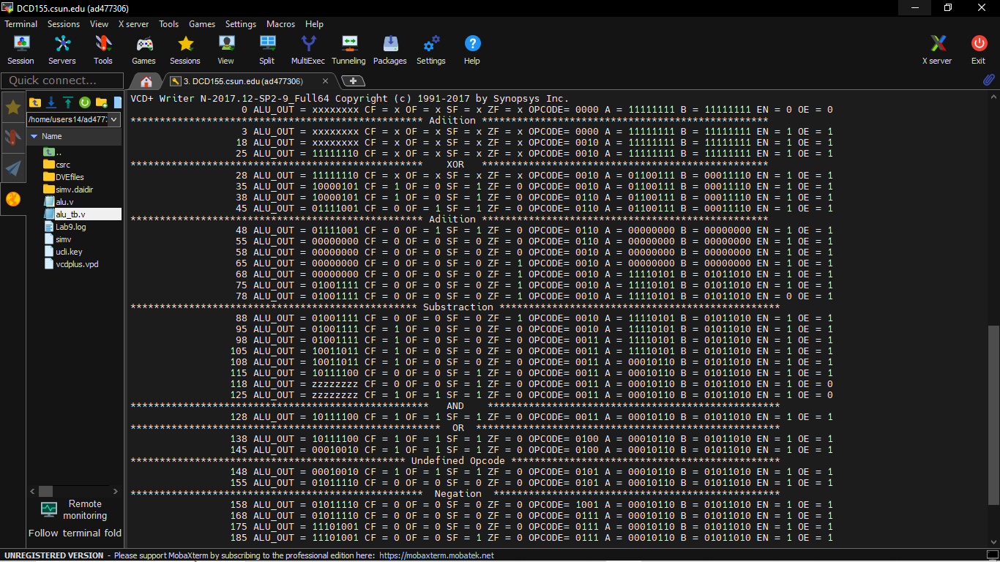 DCD155.csun.edu (ad477306)
Terminal Sessions View X server Tools Games Settings Macros Help
Session Servers Tools Games Sessions View Split MultiExec Tunneling Packages Settings Help X server Exit
Quick connect...
3. DCD155.csun.edu (ad477306)
/home/users14/ad477
Name
..
csrc
DVEfiles
simv.daidir
alu.v
alu_tb.v
Lab9.log
simv
ucli.key
vcdplus.vpd
Remote
monitoring
Follow terminal fold
VCD+ Writer N-2017.12-SP2-9_Full64 Copyright (c) 1991-2017 by Synopsys Inc.
0 ALU_OUT = xxxxxxxx CF = x OF = x SF = x ZF = x OPCODE= 0000 A = 11111111 B = 11111111 EN = 0 OE = 0
************************************************** Adiition *************************************************
3 ALU_OUT = xxxxxxxx CF = x OF = x SF = x ZF = x OPCODE= 0000 A = 11111111 B = 11111111 EN = 1 OE = 1
18 ALU_OUT = xxxxxxxx CF = x OF = x SF = x ZF = x OPCODE= 0010 A = 11111111 B = 11111111 EN = 1 OE = 1
25 ALU_OUT = 11111110 CF = x OF = x SF = x ZF = x OPCODE= 0010 A = 11111111 B = 11111111 EN = 1 OE = 1
************************************************** XOR *************************************************
28 ALU_OUT = 11111110 CF = x OF = x SF = x ZF = x OPCODE= 0010 A = 01100111 B = 00011110 EN = 1 OE = 1
35 ALU_OUT = 10000101 CF = 1 OF = 0 SF = 1 ZF = 0 OPCODE= 0010 A = 01100111 B = 00011110 EN = 1 OE = 1
38 ALU_OUT = 10000101 CF = 1 OF = 0 SF = 1 ZF = 0 OPCODE= 0110 A = 01100111 B = 00011110 EN = 1 OE = 1
45 ALU_OUT = 01111001 CF = 0 OF = 1 SF = 1 ZF = 0 OPCODE= 0110 A = 01100111 B = 00011110 EN = 1 OE = 1
************************************************** Adiition *************************************************
48 ALU_OUT = 01111001 CF = 0 OF = 1 SF = 1 ZF = 0 OPCODE= 0110 A = 00000000 B = 00000000 EN = 1 OE = 1
55 ALU_OUT = 00000000 CF = 0 OF = 0 SF = 0 ZF = 0 OPCODE= 0110 A = 00000000 B = 00000000 EN = 1 OE = 1
58 ALU_OUT = 00000000 CF = 0 OF = 0 SF = 0 ZF = 0 OPCODE= 0010 A = 00000000 B = 00000000 EN = 1 OE = 1
65 ALU_OUT = 00000000 CF = 0 OF = 0 SF = 0 ZF = 1 OPCODE= 0010 A = 00000000 B = 00000000 EN = 1 OE = 1
68 ALU_OUT = 00000000 CF = 0 OF = 0 SF = 0 ZF = 1 OPCODE= 0010 A = 11110101 B = 01011010 EN = 1 OE = 1
75 ALU_OUT = 01001111 CF = 0 OF = 0 SF = 0 ZF = 1 OPCODE= 0010 A = 11110101 B = 01011010 EN = 1 OE = 1
78 ALU_OUT = 01001111 CF = 0 OF = 0 SF = 0 ZF = 1 OPCODE= 0010 A = 11110101 B = 01011010 EN = 0 OE = 1
************************************************* Substraction ************************************************
88 ALU_OUT = 01001111 CF = 0 OF = 0 SF = 0 ZF = 1 OPCODE= 0010 A = 11110101 B = 01011010 EN = 1 OE = 1
95 ALU_OUT = 01001111 CF = 1 OF = 0 SF = 0 ZF = 0 OPCODE= 0010 A = 11110101 B = 01011010 EN = 1 OE = 1
98 ALU_OUT = 01001111 CF = 1 OF = 0 SF = 0 ZF = 0 OPCODE= 0011 A = 11110101 B = 01011010 EN = 1 OE = 1
105 ALU_OUT = 10011011 CF = 1 OF = 0 SF = 1 ZF = 0 OPCODE= 0011 A = 11110101 B = 01011010 EN = 1 OE = 1
108 ALU_OUT = 10011011 CF = 1 OF = 0 SF = 1 ZF = 0 OPCODE= 0011 A = 00010110 B = 01011010 EN = 1 OE = 1
115 ALU_OUT = 10111100 CF = 0 OF = 0 SF = 1 ZF = 0 OPCODE= 0011 A = 00010110 B = 01011010 EN = 1 OE = 1
118 ALU_OUT = zzzzzzzz CF = 0 OF = 0 SF = 1 ZF = 0 OPCODE= 0011 A = 00010110 B = 01011010 EN = 1 OE = 0
125 ALU_OUT = zzzzzzzz CF = 0 OF = 0 SF = 1 ZF = 0 OPCODE= 0011 A = 00010110 B = 01011010 EN = 1 OE = 0
*************************************************** AND **************************************************
128 ALU_OUT = 10111100 CF = 1 OF = 1 SF = 1 ZF = 0 OPCODE= 0011 A = 00010110 B = 01011010 EN = 1 OE = 1
***************************************************** OR ****************************************************
138 ALU_OUT = 10111100 CF = 1 OF = 1 SF = 1 ZF = 0 OPCODE= 0100 A = 00010110 B = 01011010 EN = 1 OE = 1
145 ALU_OUT = 00010010 CF = 1 OF = 1 SF = 1 ZF = 0 OPCODE= 0100 A = 00010110 B = 01011010 EN = 1 OE = 1
*********************************************** Undefined Opcode **********************************************
148 ALU_OUT = 00010010 CF = 1 OF = 1 SF = 1 ZF = 0 OPCODE= 0101 A = 00010110 B = 01011010 EN = 1 OE = 1
155 ALU_OUT = 01011110 CF = 0 OF = 0 SF = 0 ZF = 0 OPCODE= 0101 A = 00010110 B = 01011010 EN = 1 OE = 1
************************************************** Negation *************************************************
158 ALU_OUT = 01011110 CF = 0 OF = 0 SF = 0 ZF = 0 OPCODE= 1001 A = 00010110 B = 01011010 EN = 1 OE = 1
168 ALU_OUT = 01011110 CF = 0 OF = 0 SF = 0 ZF = 0 OPCODE= 0111 A = 00010110 B = 01011010 EN = 1 OE = 1
175 ALU_OUT = 11101001 CF = 0 OF = 0 SF = 0 ZF = 0 OPCODE= 0111 A = 00010110 B = 01011010 EN = 1 OE = 1
185 ALU_OUT = 11101001 CF = 0 OF = 0 SF = 1 ZF = 0 OPCODE= 0111 A = 00010110 B = 01011010 EN = 1 OE = 1
UNREGISTERED VERSION - Please support MobaXterm by subscribing to the professional edition here: https://mobaxterm.mobatek.net